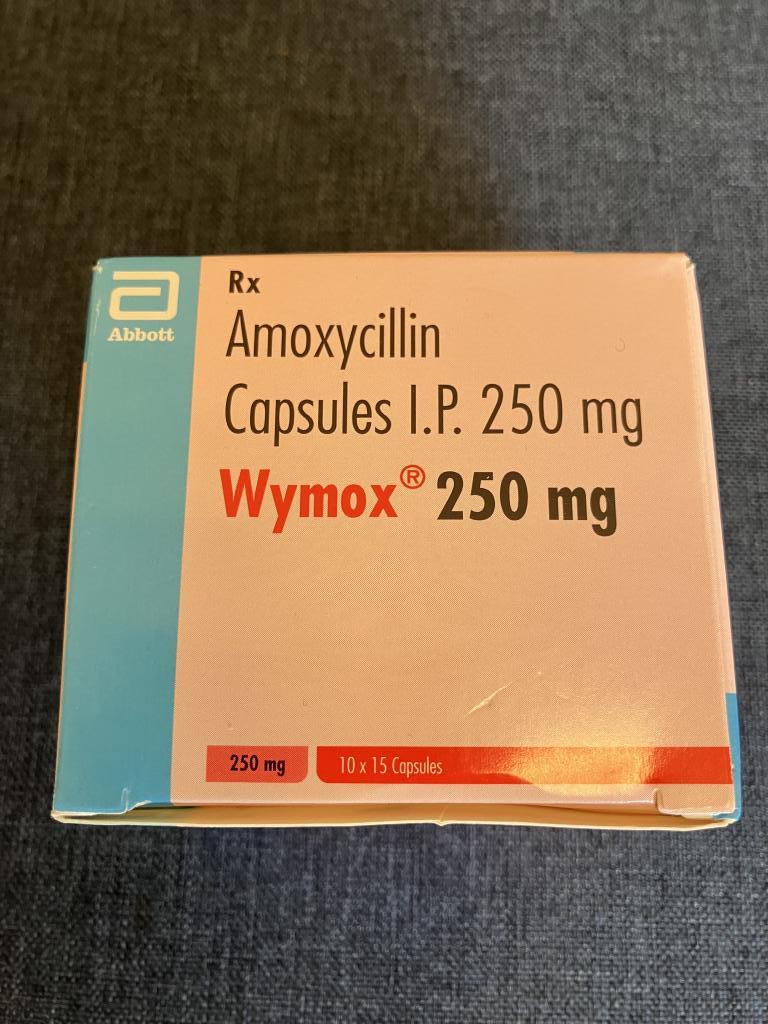 Abbott
Rx
Amoxycillin
Capsules I.P. 250 mg
Wymox® 250 mg
250 mg
10 x 15 Capsules